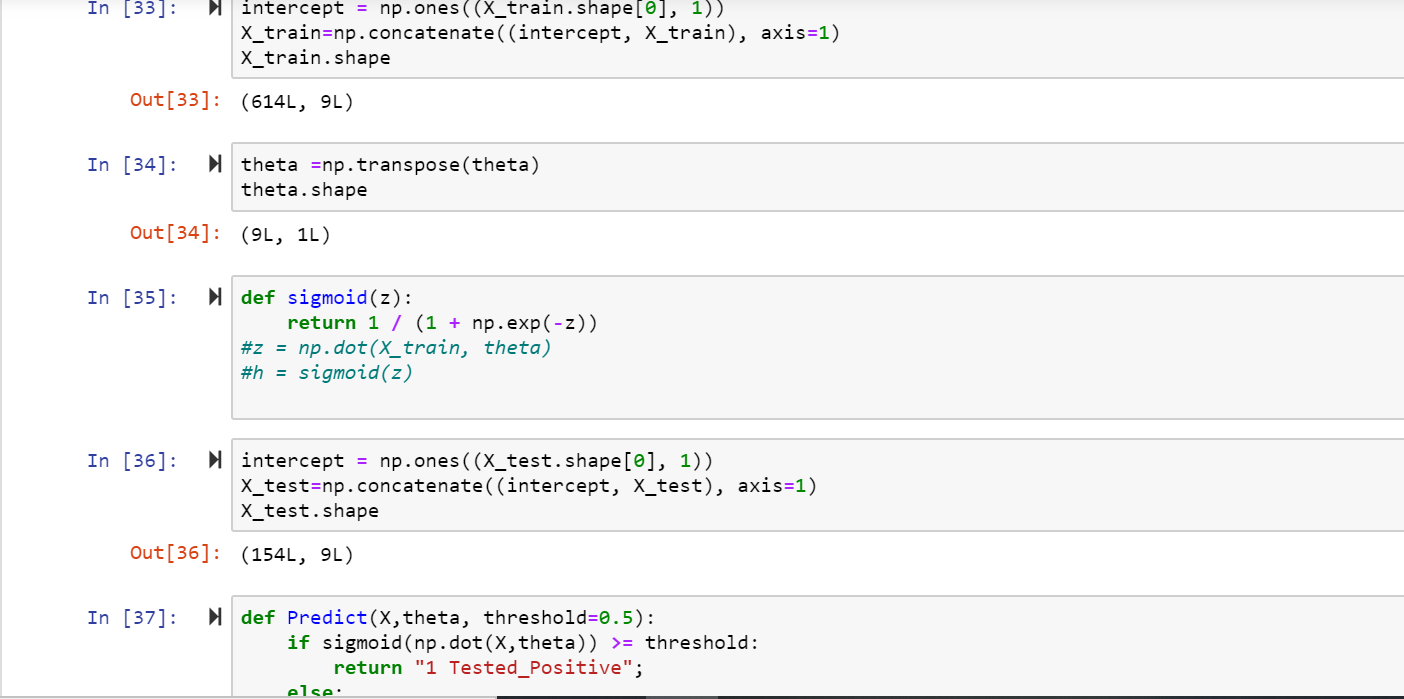 In [33]: intercept = np.ones((X_train.shape[0], 1))
X_train=np.concatenate((intercept, X_train), axis=1)
X_train.shape
Out[33]: (614L, 9L)
In [34]: theta =np.transpose(theta)
theta.shape
Out[34]: (9L, 1L)
In [35]: def sigmoid(z):
    return 1 / (1 + np.exp(-z))
#z = np.dot(X_train, theta)
#h = sigmoid(z)
In [36]: intercept = np.ones((X_test.shape[0], 1))
X_test=np.concatenate((intercept, X_test), axis=1)
X_test.shape
Out[36]: (154L, 9L)
In [37]: def Predict(X,theta, threshold=0.5):
    if sigmoid(np.dot(X,theta)) >= threshold:
        return "1 Tested_Positive";
    else: